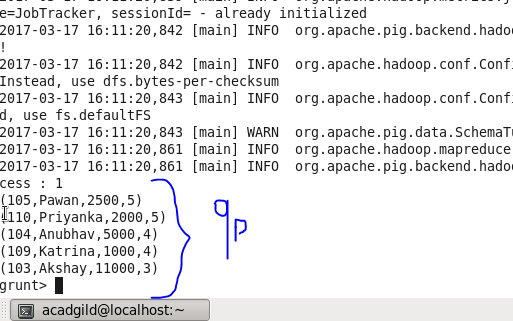 e=JobTracker, sessionId= - already initialized
2017-03-17 16:11:20,842 [main] INFO  org.apache.pig.backend.hadoo
!
2017-03-17 16:11:20,842 [main] INFO  org.apache.hadoop.conf.Confi
Instead, use dfs.bytes-per-checksum
2017-03-17 16:11:20,843 [main] INFO  org.apache.hadoop.conf.Confi
d, use fs.defaultFS
2017-03-17 16:11:20,843 [main] WARN  org.apache.pig.data.SchemaTu
2017-03-17 16:11:20,861 [main] INFO  org.apache.hadoop.mapreduce
2017-03-17 16:11:20,861 [main] INFO  org.apache.pig.backend.hadoo
cess : 1
(105,Pawan,2500,5)
(110,Priyanka,2000,5)
(104,Anubhav,5000,4)
(109,Katrina,1000,4)
(103,Akshay,11000,3)
grunt>
acadgild@localhost:~